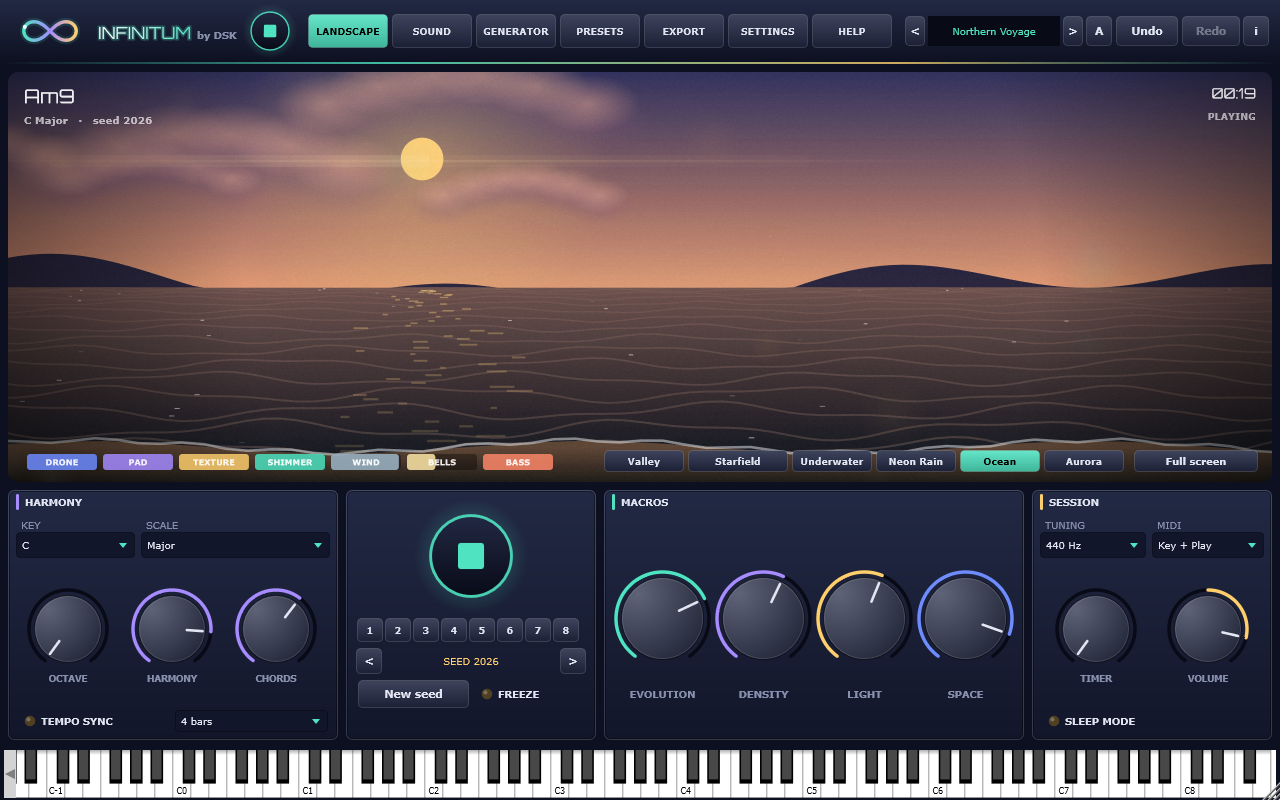 INFINITUM by DSK
LANDSCAPE SOUND GENERATOR PRESETS EXPORT SETTINGS HELP
< Northern Voyage > A Undo Redo i
Am9
C Major · seed 2026
00:19
PLAYING
DRONE PAD TEXTURE SHIMMER WIND BELLS BASS
Valley Starfield Underwater Neon Rain Ocean Aurora Full screen
HARMONY
KEY SCALE
C Major
OCTAVE HARMONY CHORDS
TEMPO SYNC 4 bars
1 2 3 4 5 6 7 8
< SEED 2026 >
New seed FREEZE
MACROS
EVOLUTION DENSITY LIGHT SPACE
SESSION
TUNING MIDI
440 Hz Key + Play
TIMER VOLUME
SLEEP MODE
C-1 C0 C1 C2 C3 C4 C5 C6 C7 C8